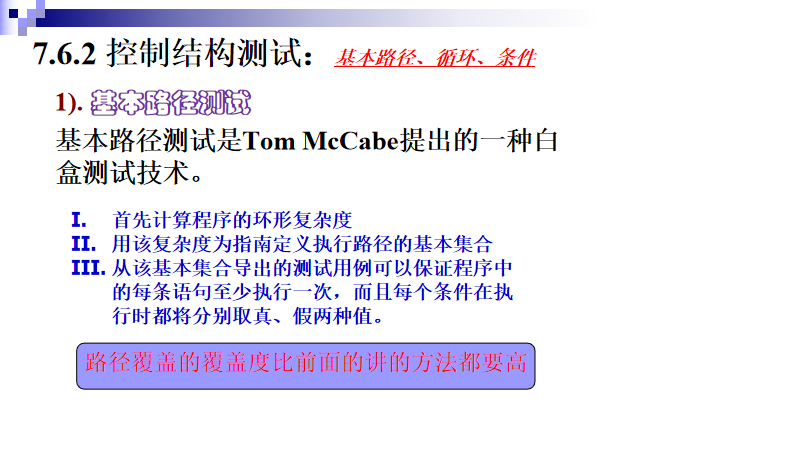 7.6.2 控制结构测试：基本路径、循环、条件
1). 基本路径测试
基本路径测试是Tom McCabe提出的一种白
盒测试技术。
I. 首先计算程序的环形复杂度
II. 用该复杂度为指南定义执行路径的基本集合
III. 从该基本集合导出的测试用例可以保证程序中
的每条语句至少执行一次，而且每个条件在执
行时都将分别取真、假两种值。
路径覆盖的覆盖度比前面的讲的方法都要高